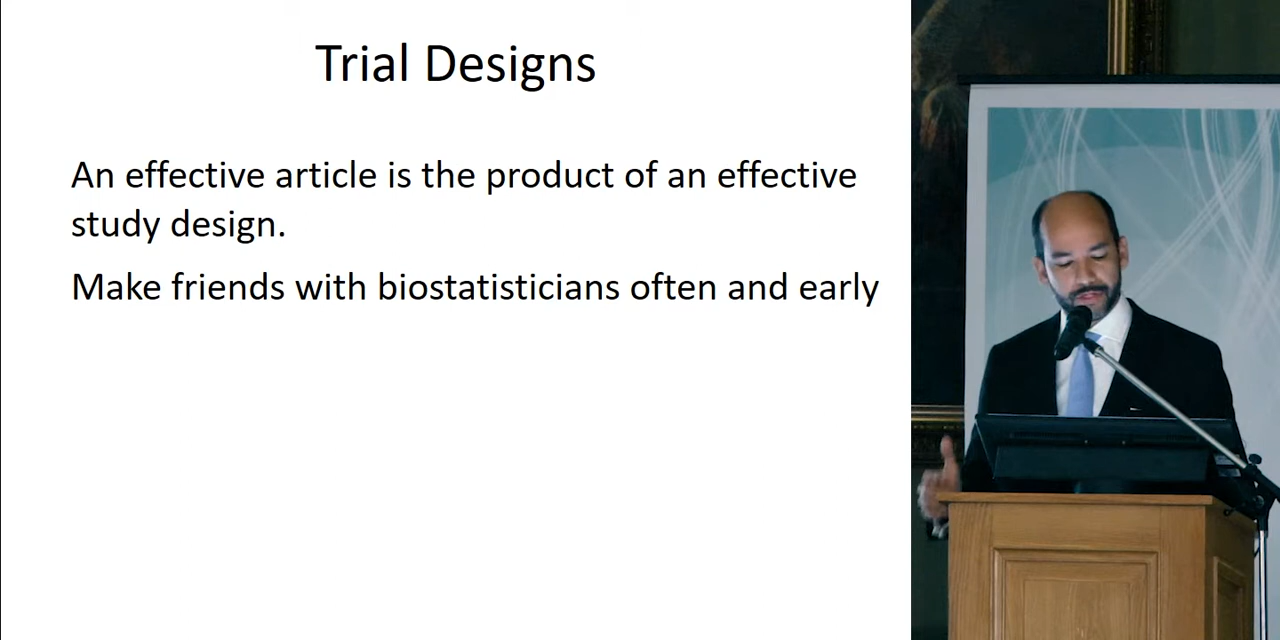 Trial Designs
An effective article is the product of an effective
study design.
Make friends with biostatisticians often and early